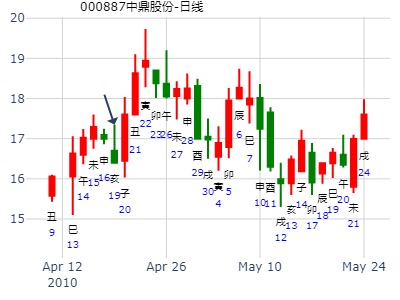 000887中鼎股份-日线
20
19
18
17
16
15
丑
9
巳
13
午
14
未
15
申
16
亥
19
子
20
丑
21
寅
22
卯
23
午
26
未
27
申
28
酉
29
戌
30
寅
4
卯
5
辰
6
巳
7
申
10
酉
11
戌
12
亥
13
子
14
卯
17
辰
18
巳
19
午
20
未
21
戌
24
Apr 12
2010
Apr 26
May 10
May 24